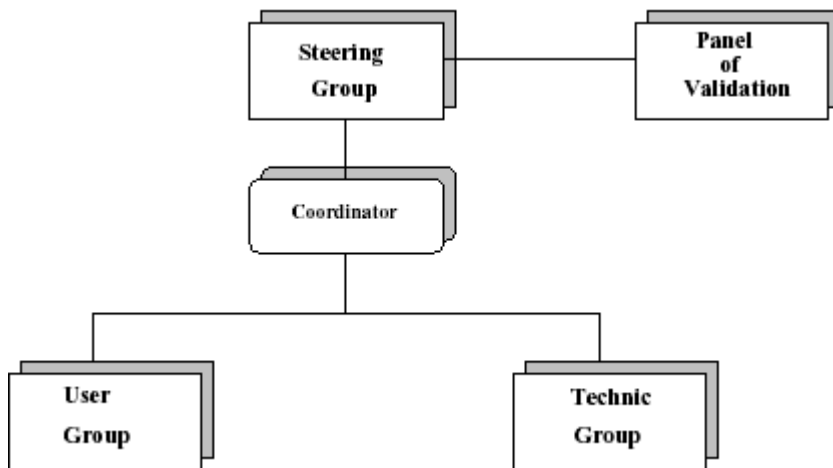 Steering
Group
Panel
of
Validation
Coordinator
User
Group
Technic
Group